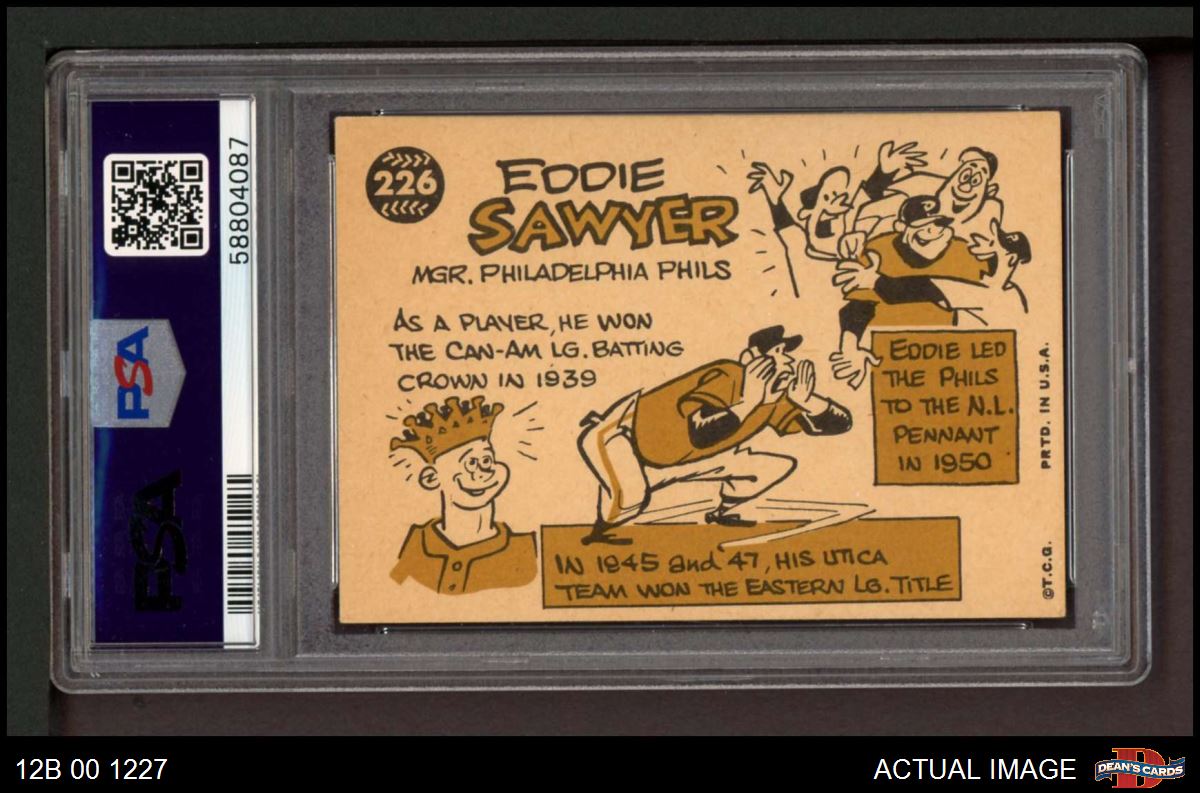 58804087
PSA
PSA
226
EDDIE
SAWYER
MGR. PHILADELPHIA PHILS
AS A PLAYER, HE WON
THE CAN-AM LG. BATTING
CROWN IN 1939
EDDIE LED
THE PHILS
TO THE N.L.
PENNANT
IN 1950
IN 1945 and 47, HIS UTICA
TEAM WON THE EASTERN LG. TITLE
PRTD. IN U.S.A.
©T.C.G.
12B 00 1227
ACTUAL IMAGE
D
DEAN'S CARDS